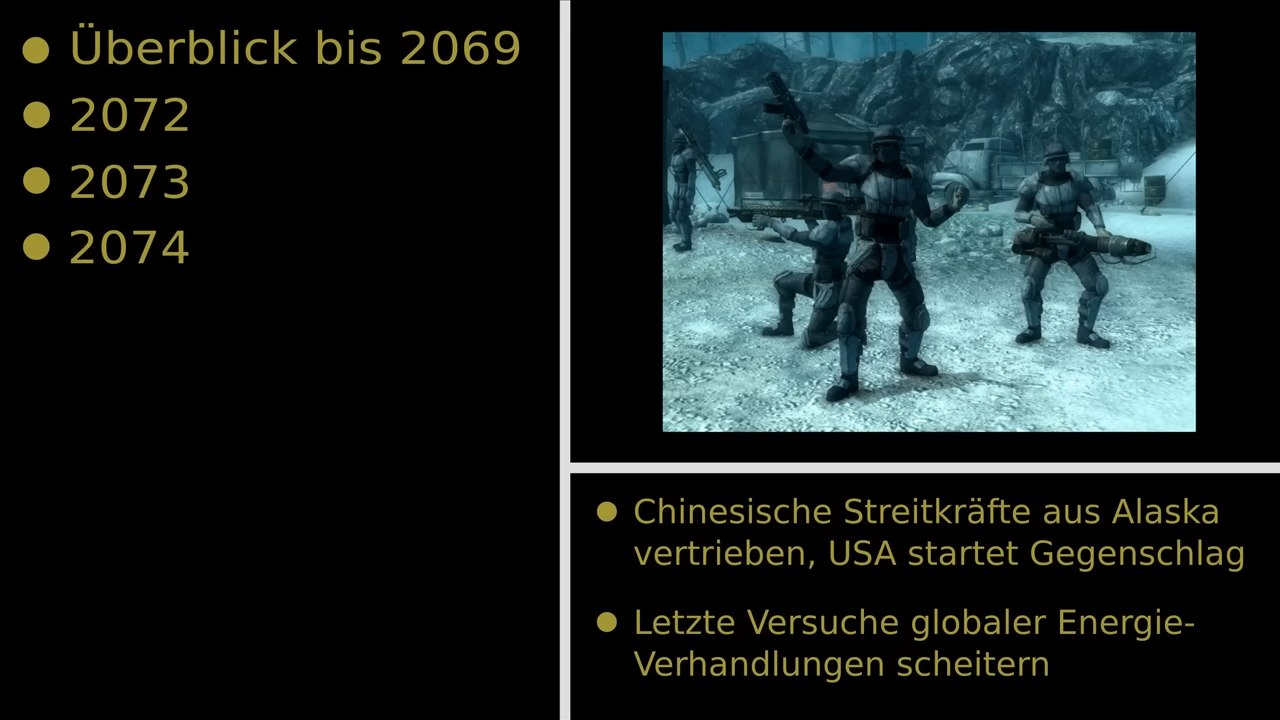 Überblick bis 2069
2072
2073
2074
Chinesische Streitkräfte aus Alaska
vertrieben, USA startet Gegenschlag
Letzte Versuche globaler Energie-
Verhandlungen scheitern